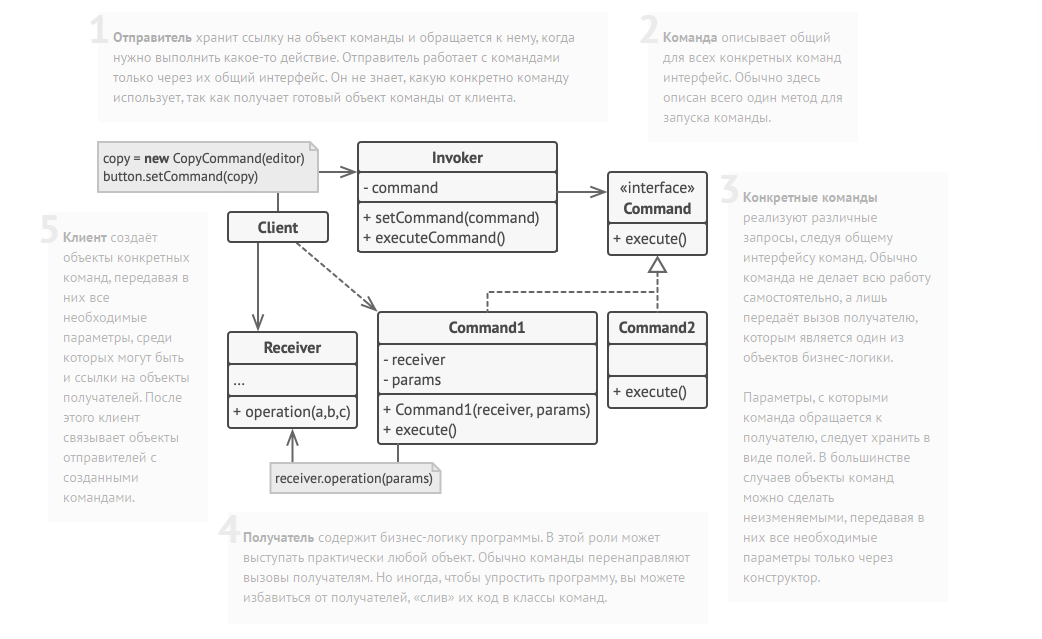 1
Отправитель хранит ссылку на объект команды и обращается к нему, когда
нужно выполнить какое-то действие. Отправитель работает с командами
только через их общий интерфейс. Он не знает, какую конкретно команду
использует, так как получает готовый объект команды от клиента.
2
Команда описывает общий
для всех конкретных команд
интерфейс. Обычно здесь
описан всего один метод для
запуска команды.
copy = new CopyCommand(editor)
button.setCommand(copy)
Invoker
- command
+ setCommand(command)
+ executeCommand()
«interface»
Command
+ execute()
3
Конкретные команды
реализуют различные
запросы, следуя общему
интерфейсу команд. Обычно
команда не делает всю работу
самостоятельно, а лишь
передаёт вызов получателю,
которым является один из
объектов бизнес-логики.
Параметры, с которыми
команда обращается к
получателю, следует хранить в
виде полей. В большинстве
случаев объекты команд
можно сделать
неизменяемыми, передавая в
них все необходимые
параметры только через
конструктор.
5
Клиент создаёт
объекты конкретных
команд, передавая в
них все
необходимые
параметры, среди
которых могут быть
и ссылки на объекты
получателей. После
этого клиент
связывает объекты
отправителей с
созданными
командами.
Client
Receiver
...
+ operation(a,b,c)
Command1
- receiver
- params
+ Command1(receiver, params)
+ execute()
Command2
+ execute()
receiver.operation(params)
4
Получатель содержит бизнес-логику программы. В этой роли может
выступать практически любой объект. Обычно команды перенаправляют
вызовы получателям. Но иногда, чтобы упростить программу, вы можете
избавиться от получателей, «слив» их код в классы команд.